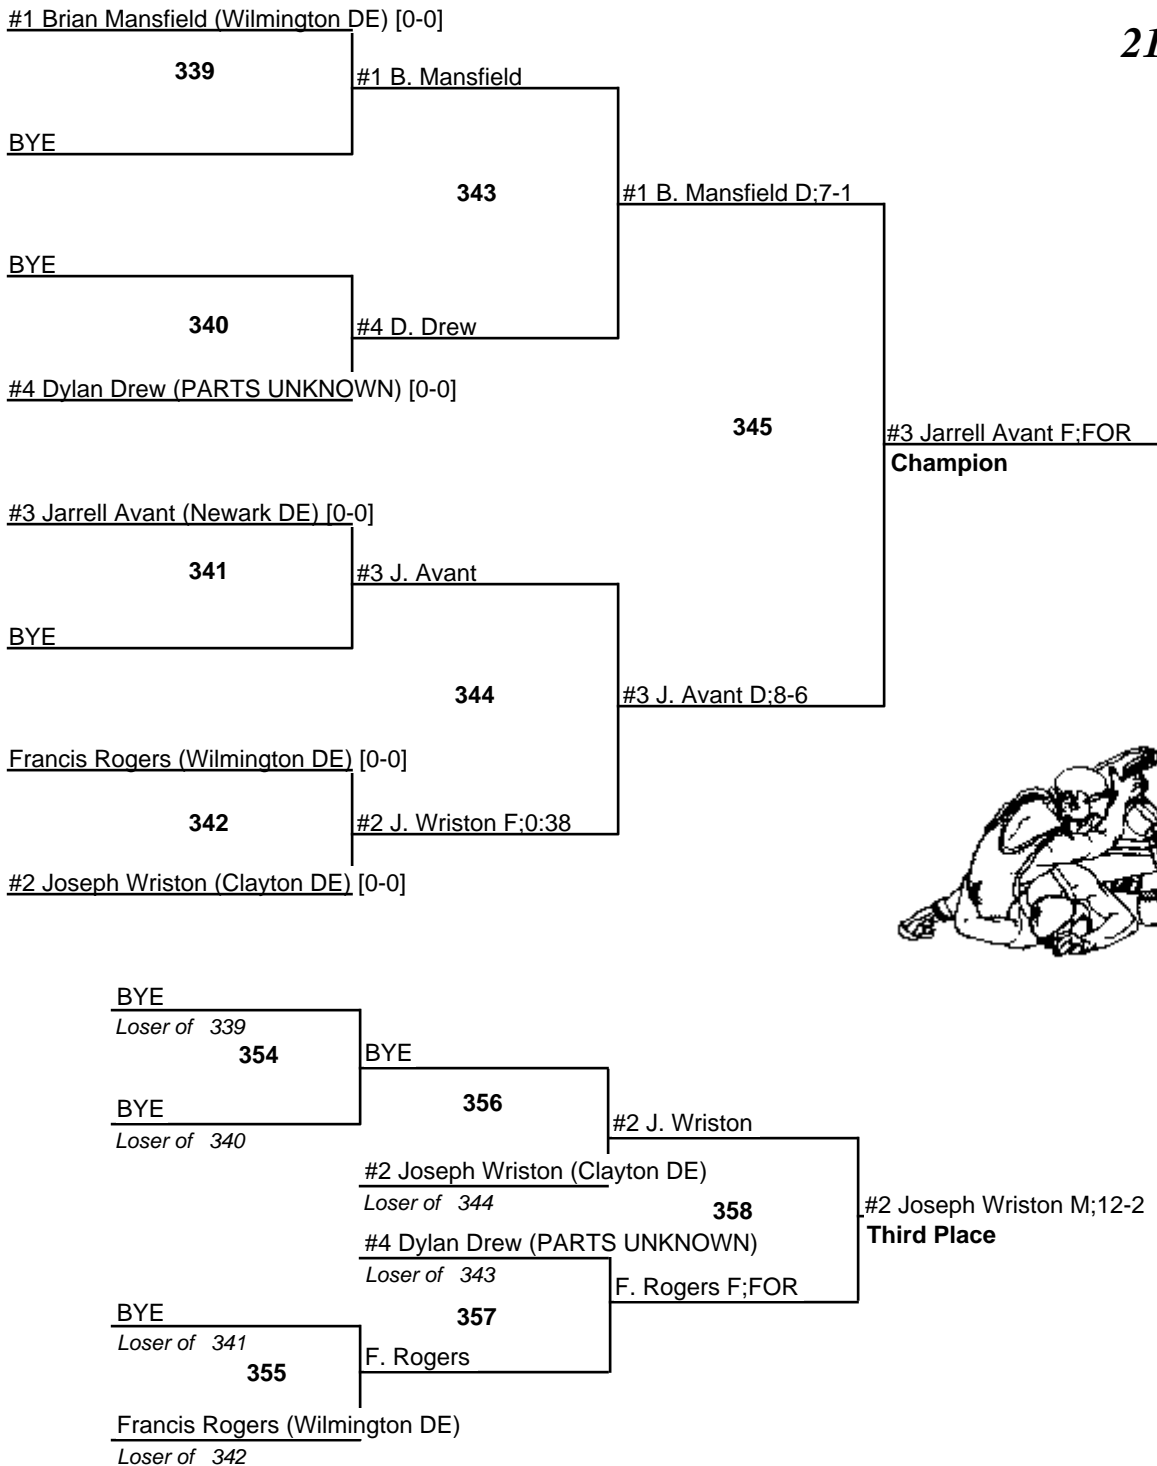 #1 Brian Mansfield (Wilmington DE) [0-0]
21
339
#1 B. Mansfield
BYE
343
#1 B. Mansfield D;7-1
BYE
340
#4 D. Drew
#4 Dylan Drew (PARTS UNKNOWN) [0-0]
345
#3 Jarrell Avant F;FOR
Champion
#3 Jarrell Avant (Newark DE) [0-0]
341
#3 J. Avant
BYE
344
#3 J. Avant D;8-6
Francis Rogers (Wilmington DE) [0-0]
342
#2 J. Wriston F;0:38
#2 Joseph Wriston (Clayton DE) [0-0]
BYE
Loser of 339
354
BYE
BYE
Loser of 340
356
#2 J. Wriston
#2 Joseph Wriston (Clayton DE)
Loser of 344
358
#2 Joseph Wriston M;12-2
Third Place
#4 Dylan Drew (PARTS UNKNOWN)
Loser of 343
F. Rogers F;FOR
BYE
357
Loser of 341
F. Rogers
355
Francis Rogers (Wilmington DE)
Loser of 342